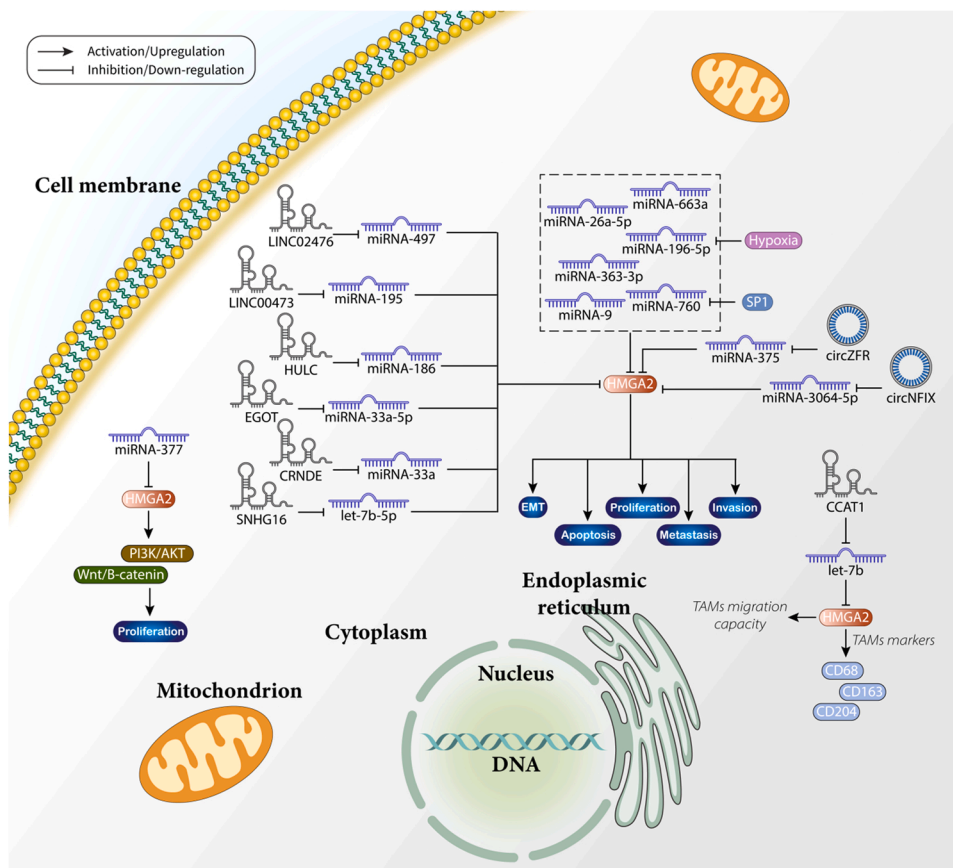 Activation/Upregulation
Inhibition/Down-regulation
Cell membrane
LINC02476
miRNA-497
LINC00473
miRNA-195
HULC
miRNA-186
EGOT
miRNA-33a-5p
CRNDE
miRNA-33a
SNHG16
let-7b-5p
miRNA-663a
miRNA-26a-5p
miRNA-196-5p
Hypoxia
miRNA-363-3p
miRNA-9
miRNA-760
SP1
miRNA-375
circZFR
HMGA2
miRNA-3064-5p
circNFIX
EMT
Apoptosis
Proliferation
Metastasis
Invasion
miRNA-377
HMGA2
PI3K/AKT
Wnt/B-catenin
Proliferation
CCAT1
let-7b
HMGA2
TAMs migration
capacity
TAMs markers
CD68
CD163
CD204
Endoplasmic
reticulum
Cytoplasm
Nucleus
DNA
Mitochondrion